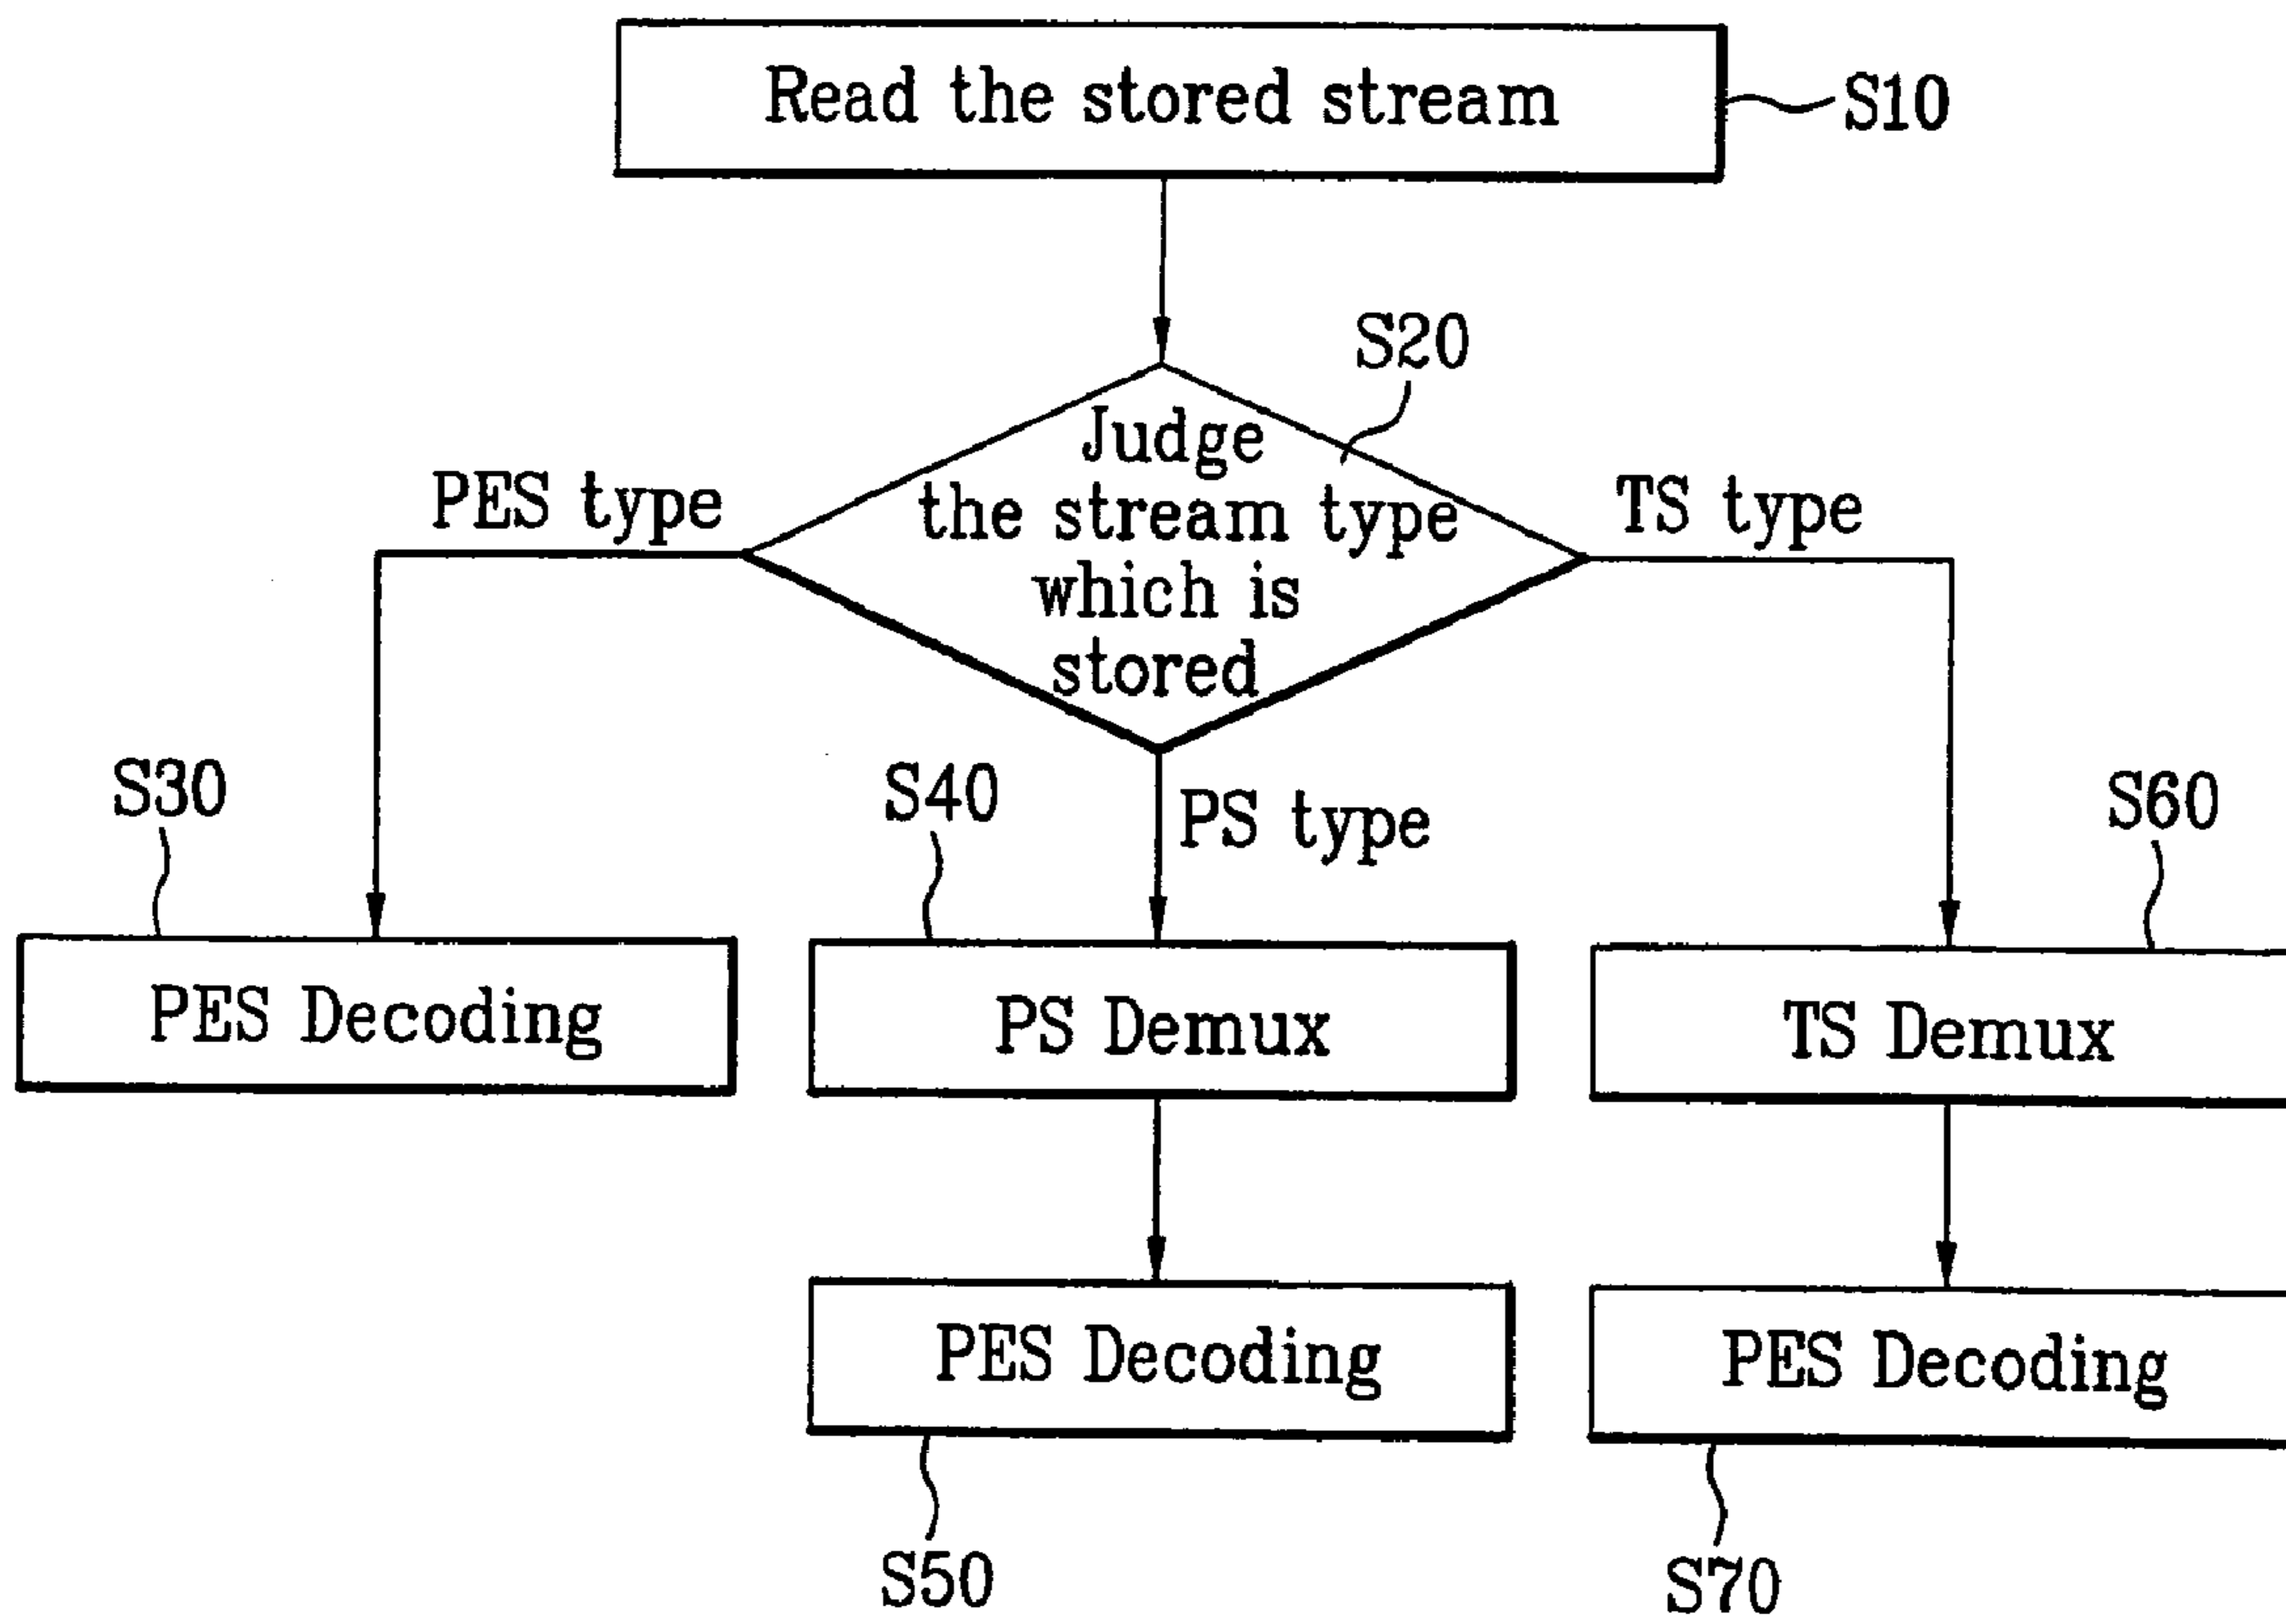 Read the stored stream
S10
S20
Judge
the stream type
which is
stored
PES type
TS type
PS type
S30
S40
S60
PES Decoding
PS Demux
TS Demux
PES Decoding
PES Decoding
S50
S70